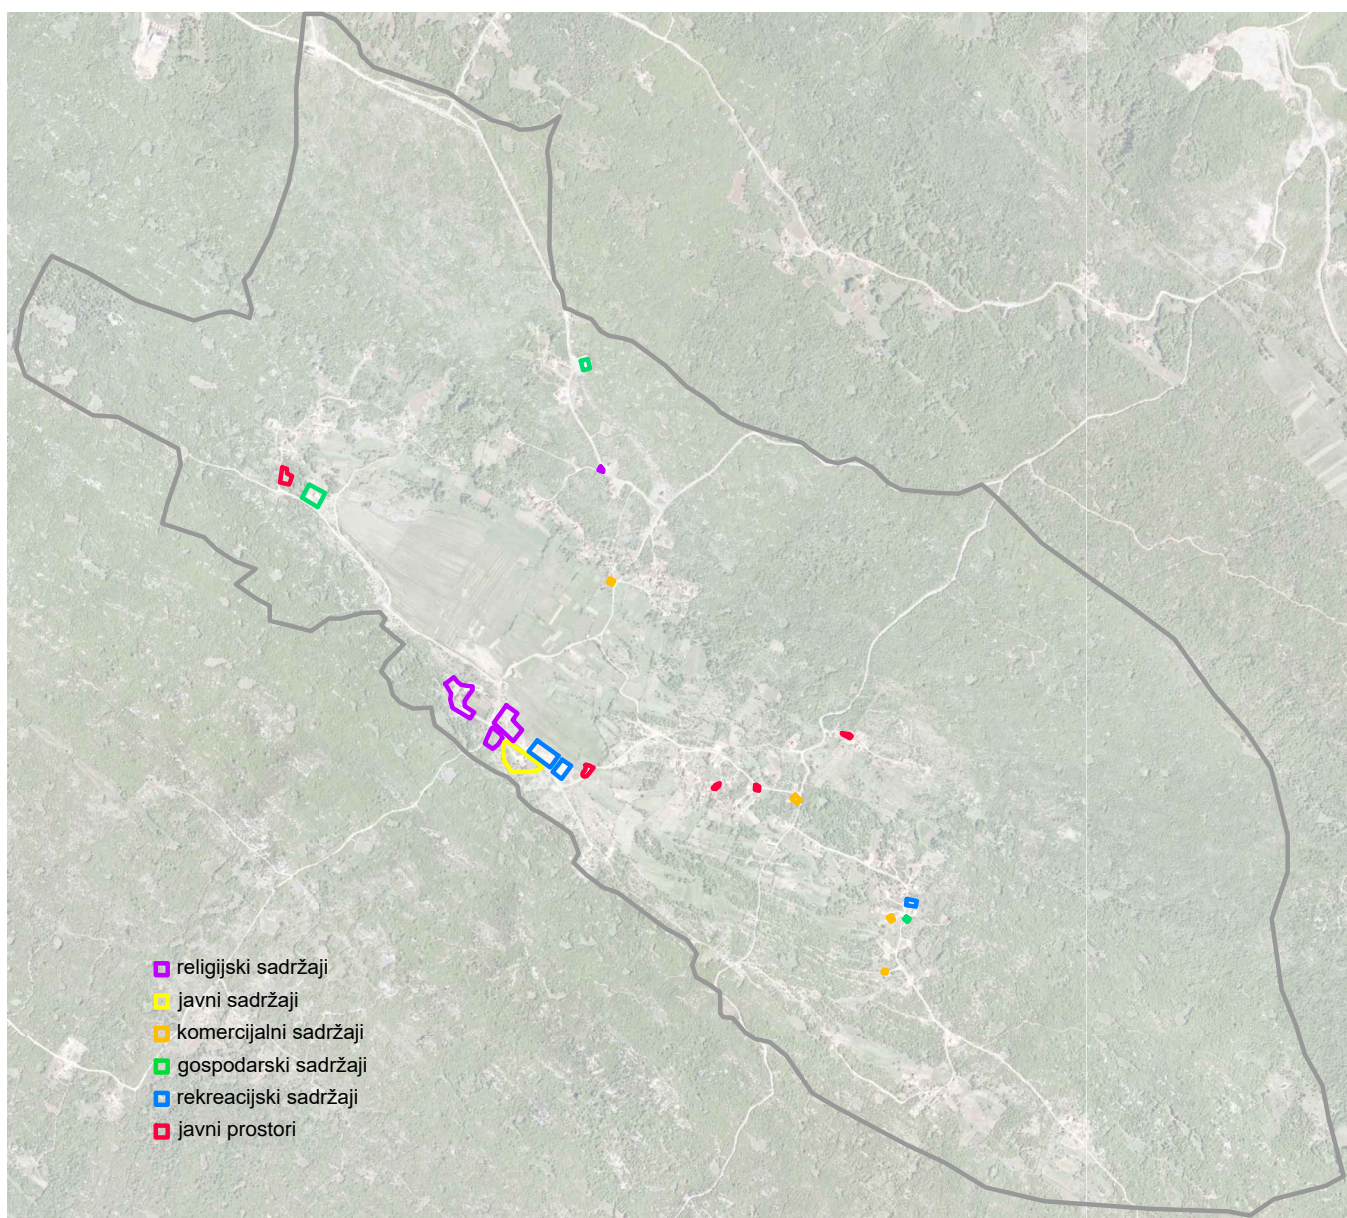 religijski sadržaji
javni sadržaji
komercijalni sadržaji
gospodarski sadržaji
rekreacijski sadržaji
javni prostori